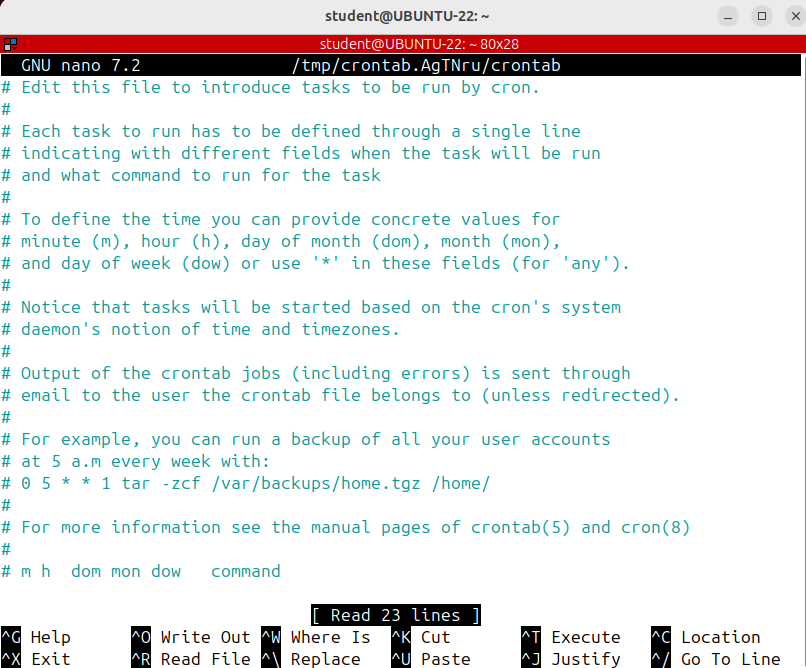 student@UBUNTU-22: ~
student@UBUNTU-22: ~ 80x28
GNU nano 7.2 /tmp/crontab.AgTNru/crontab
# Edit this file to introduce tasks to be run by cron.
#
# Each task to run has to be defined through a single line
# indicating with different fields when the task will be run
# and what command to run for the task
#
# To define the time you can provide concrete values for
# minute (m), hour (h), day of month (dom), month (mon),
# and day of week (dow) or use '*' in these fields (for 'any').
#
# Notice that tasks will be started based on the cron's system
# daemon's notion of time and timezones.
#
# Output of the crontab jobs (including errors) is sent through
# email to the user the crontab file belongs to (unless redirected).
#
# For example, you can run a backup of all your user accounts
# at 5 a.m every week with:
# 0 5 * * 1 tar -zcf /var/backups/home.tgz /home/
#
# For more information see the manual pages of crontab(5) and cron(8)
#
# m h  dom mon dow   command
[ Read 23 lines ]
^G Help ^O Write Out ^W Where Is ^K Cut ^T Execute ^C Location
^X Exit ^R Read File ^\ Replace ^U Paste ^J Justify ^/ Go To Line